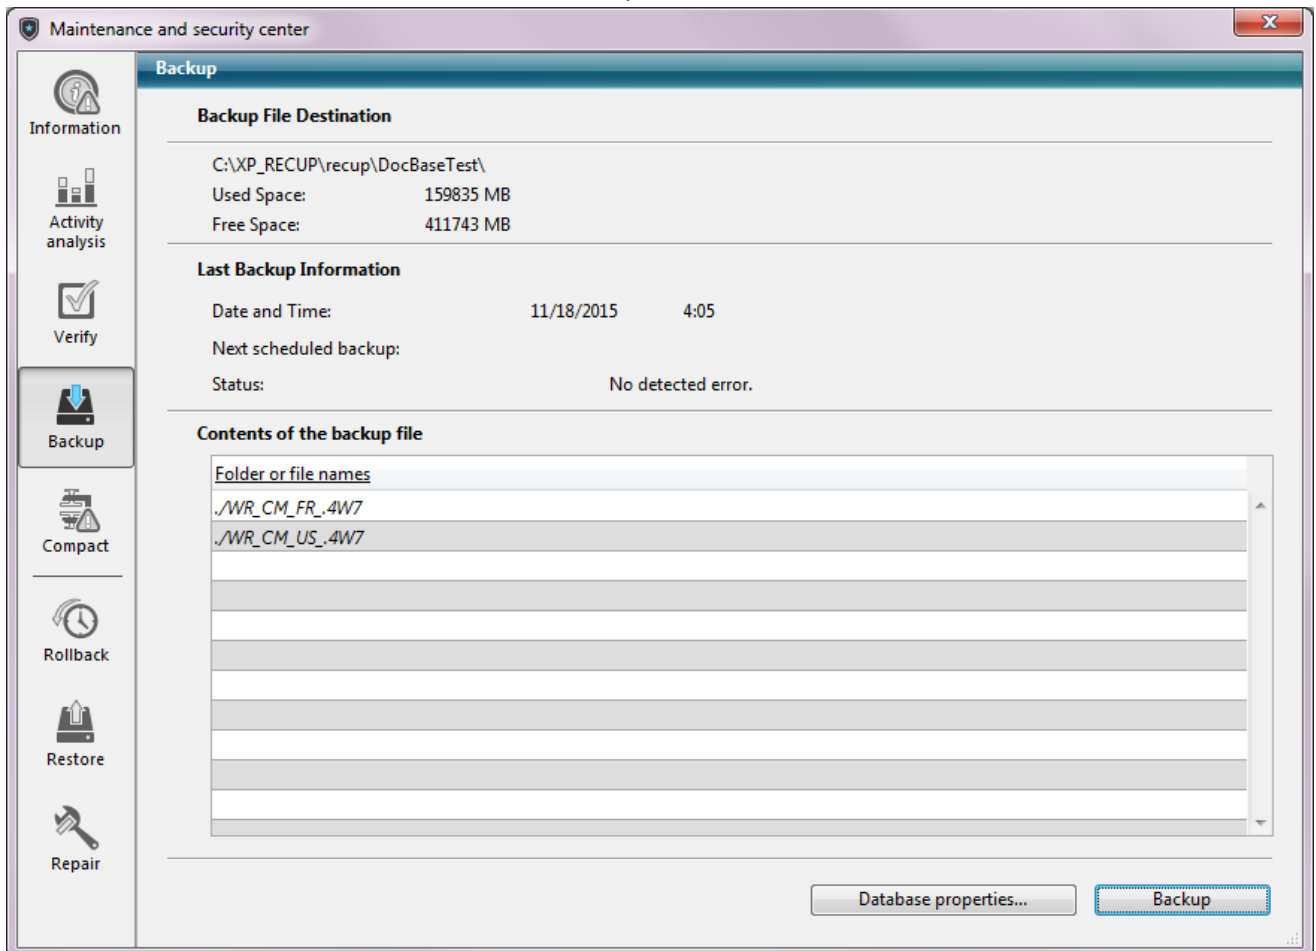 Maintenance and security center
X
Information
Activity
analysis
Verify
Backup
Compact
Rollback
Restore
Repair
Backup
Backup File Destination
C:\XP_RECUP\recup\DocBaseTest\
Used Space: 159835 MB
Free Space: 411743 MB
Last Backup Information
Date and Time: 11/18/2015 4:05
Next scheduled backup:
Status: No detected error.
Contents of the backup file
Folder or file names
./WR_CM_FR_.4W7
./WR_CM_US_.4W7
Database properties... Backup